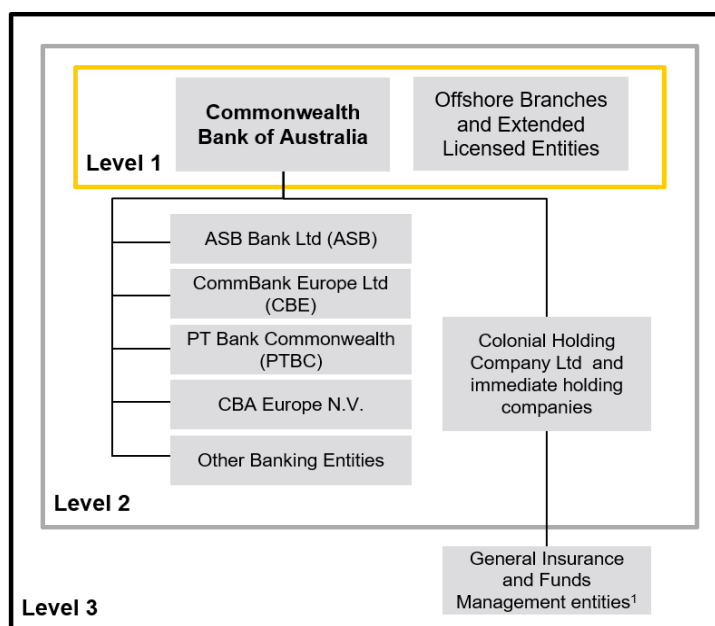 Commonwealth
Bank of Australia
Offshore Branches
and Extended
Licensed Entities
Level 1
ASB Bank Ltd (ASB)
CommBank Europe Ltd
(CBE)
PT Bank Commonwealth
(PTBC)
CBA Europe N.V.
Other Banking Entities
Colonial Holding
Company Ltd and
immediate holding
companies
Level 2
General Insurance
and Funds
Management entities¹
Level 3